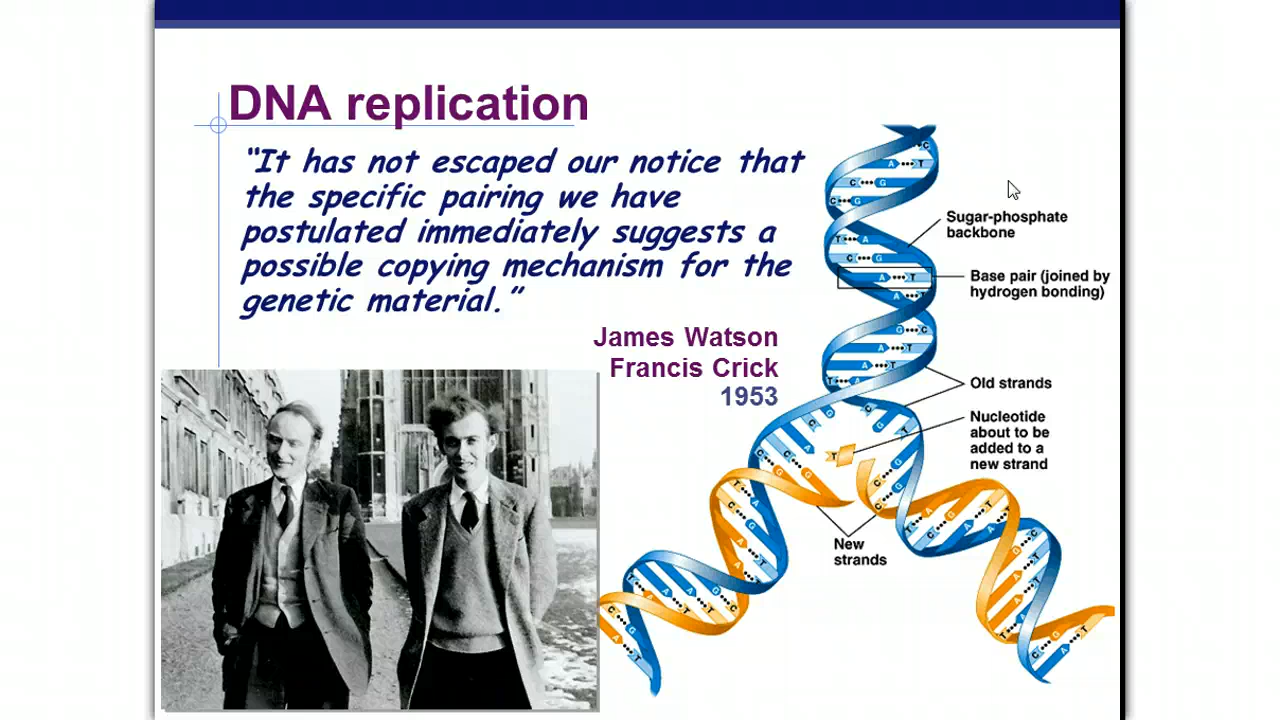 DNA replication
“It has not escaped our notice that
the specific pairing we have
postulated immediately suggests a
possible copying mechanism for the
genetic material.”
James Watson
Francis Crick
1953
Sugar-phosphate
backbone
Base pair (joined by
hydrogen bonding)
Old strands
Nucleotide
about to be
added to a
new strand
New
strands